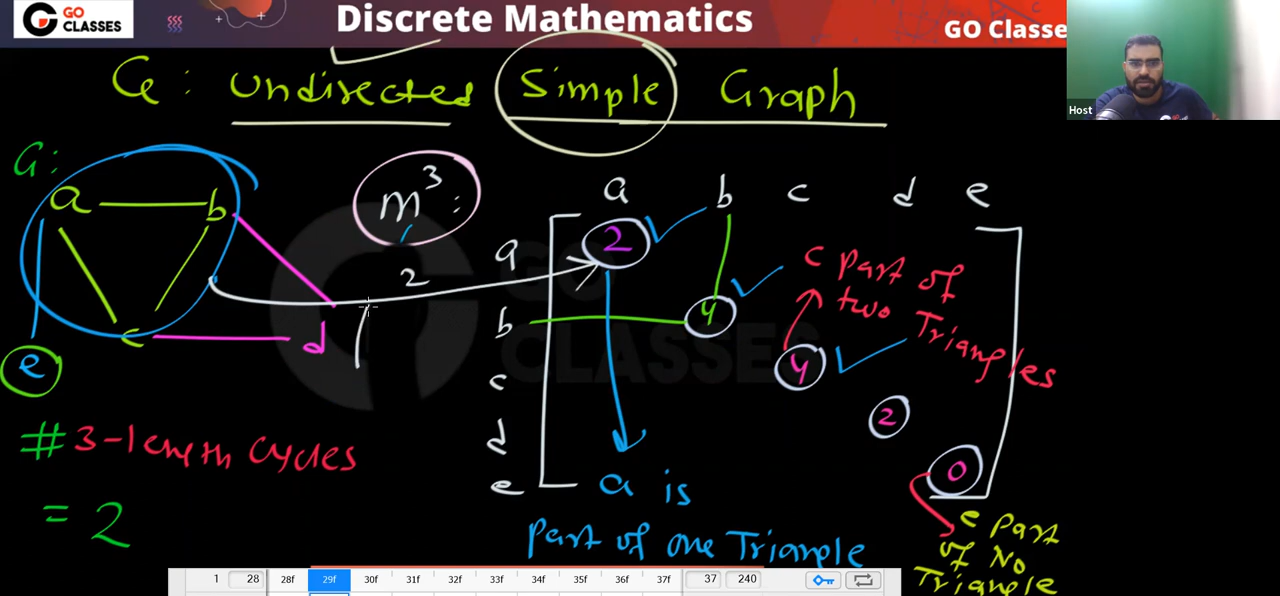 GO CLASSES
Discrete Mathematics
GO Classe
Host
G : Undirected Simple Graph
G:
a b
c d
e
m³ :
a b c d e
a 2
b 4
c 4
d 2
e 0
2
c part of
two Triangles
# 3-length cycles
= 2
a is
part of one Triangle
e part
of No
Triangle
GO
CLASSES
1 28 28f 29f 30f 31f 32f 33f 34f 35f 36f 37f 37 240